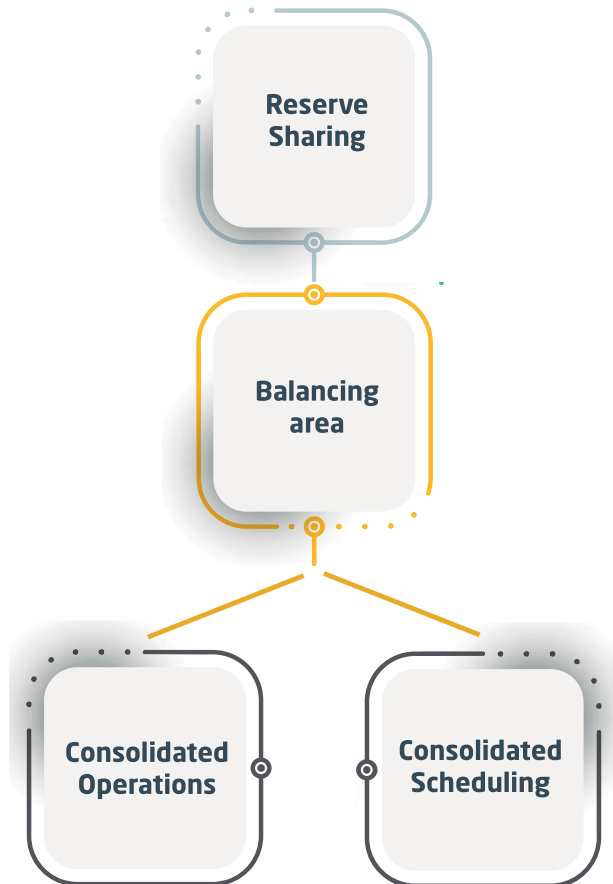 Reserve
Sharing
Balancing
area
Consolidated
Operations
Consolidated
Scheduling